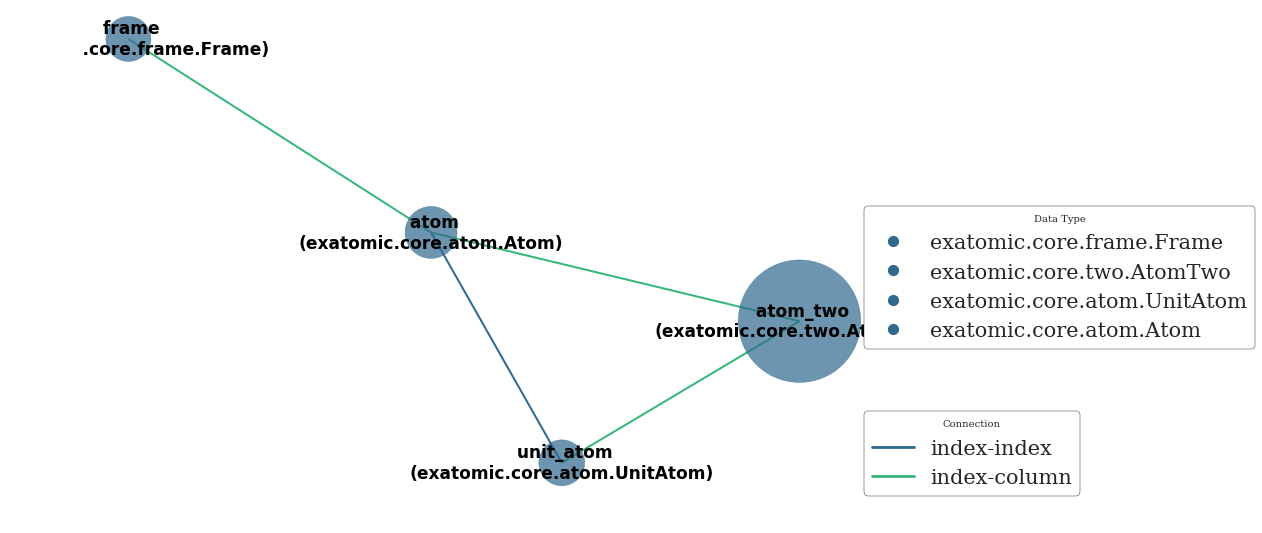 frame
.core.frame.Frame)
atom
(exatomic.core.atom.Atom)
atom_two
(exatomic.core.two.At
unit_atom
(exatomic.core.atom.UnitAtom)
Data Type
exatomic.core.frame.Frame
exatomic.core.two.AtomTwo
exatomic.core.atom.UnitAtom
exatomic.core.atom.Atom
Connection
index-index
index-column